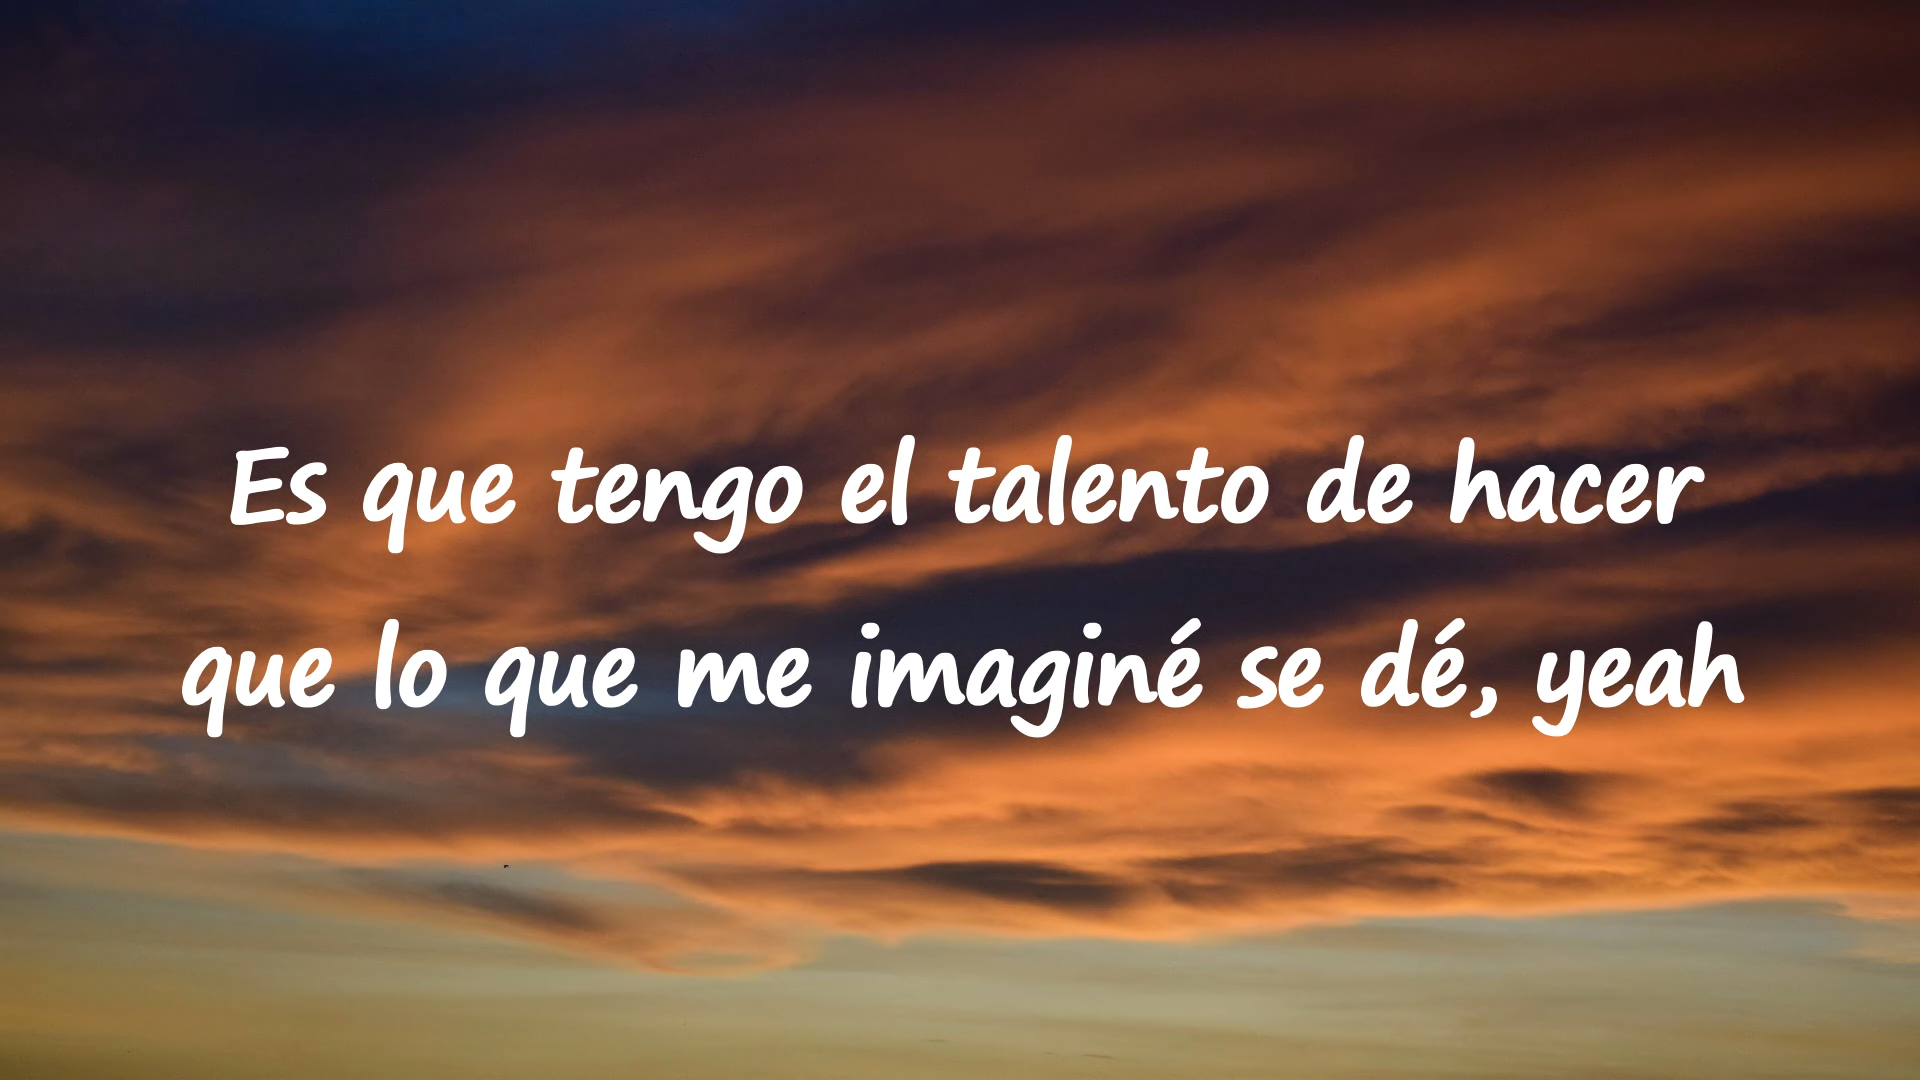 Es que tengo el talento de hacer
que lo que me imaginé se dé, yeah